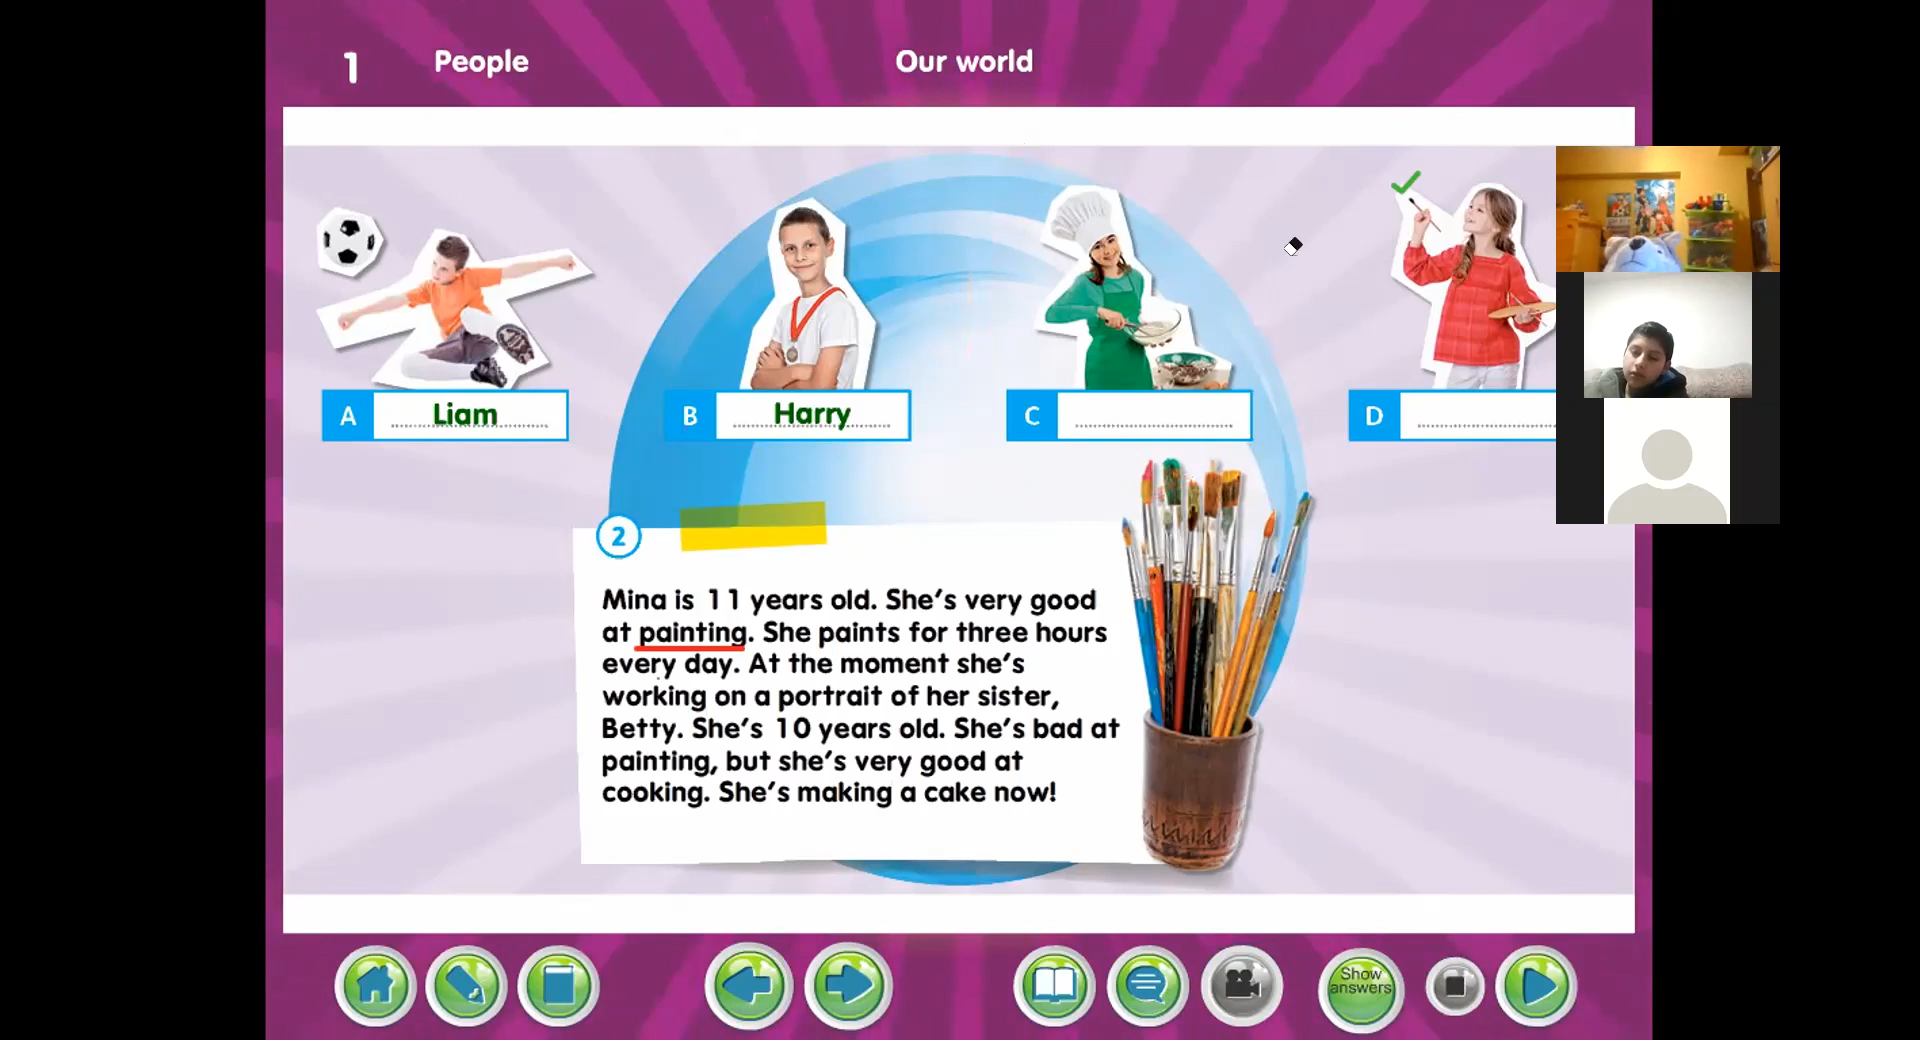 1 People Our world
A Liam B Harry C D
2
Mina is 11 years old. She's very good
at painting. She paints for three hours
every day. At the moment she's
working on a portrait of her sister,
Betty. She's 10 years old. She's bad at
painting, but she's very good at
cooking. She's making a cake now!
Show
answers